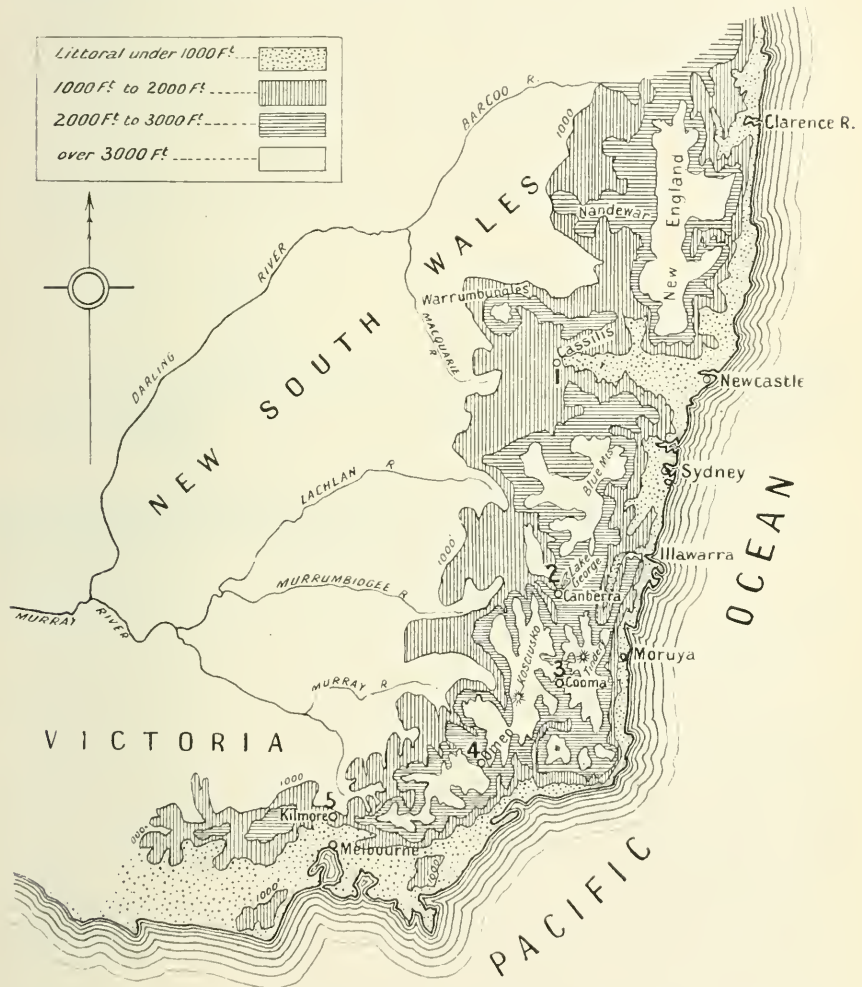 Littoral under 1000 Ft
1000 Ft to 2000 Ft
2000 Ft to 3000 Ft
over 3000 Ft
BARCOO R.
1000
Clarence R.
NEW SOUTH WALES
Nandewar
New England
DARLING RIVER
Warrumbungles
MACQUARIE R
Cassilis
1
Newcastle
Blue Mts
Sydney
LACHLAN R
1000'
Illawarra
2
Lake George
Canberra
MURRUMBIDGEE R
MURRAY RIVER
KOSCIUSKO
Tinder
Moruya
3
Cooma
MURRAY R
VICTORIA
4
Omeo
1000
5
Kilmore
000'
Melbourne
1000'
1000'
PACIFIC OCEAN